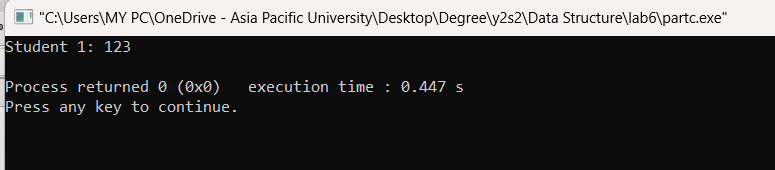 "C:\Users\MY PC\OneDrive - Asia Pacific University\Desktop\Degree\y2s2\Data Structure\lab6\partc.exe"
Student 1: 123
Process returned 0 (0x0)   execution time : 0.447 s
Press any key to continue.